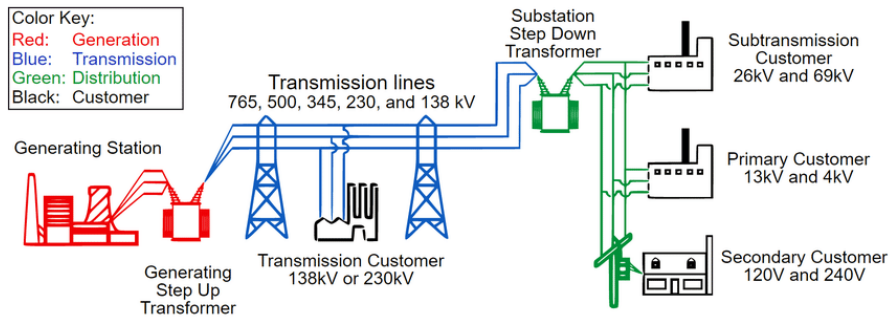 Color Key:
Red: Generation
Blue: Transmission
Green: Distribution
Black: Customer
Substation
Step Down
Transformer
Subtransmission
Customer
26kV and 69kV
Transmission lines
765, 500, 345, 230, and 138 kV
Generating Station
Primary Customer
13kV and 4kV
Transmission Customer
138kV or 230kV
Generating
Step Up
Transformer
Secondary Customer
120V and 240V